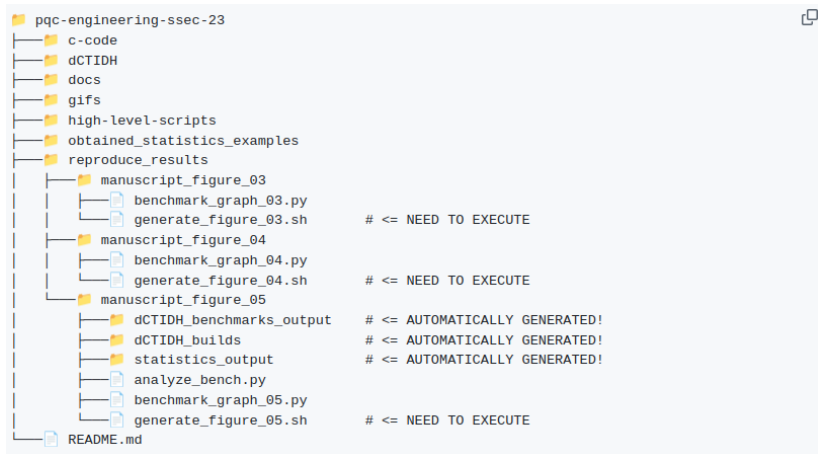 pqc-engineering-ssec-23
c-code
dCTIDH
docs
gifs
high-level-scripts
obtained_statistics_examples
reproduce_results
manuscript_figure_03
benchmark_graph_03.py
generate_figure_03.sh # <= NEED TO EXECUTE
manuscript_figure_04
benchmark_graph_04.py
generate_figure_04.sh # <= NEED TO EXECUTE
manuscript_figure_05
dCTIDH_benchmarks_output # <= AUTOMATICALLY GENERATED!
dCTIDH_builds # <= AUTOMATICALLY GENERATED!
statistics_output # <= AUTOMATICALLY GENERATED!
analyze_bench.py
benchmark_graph_05.py
generate_figure_05.sh # <= NEED TO EXECUTE
README.md